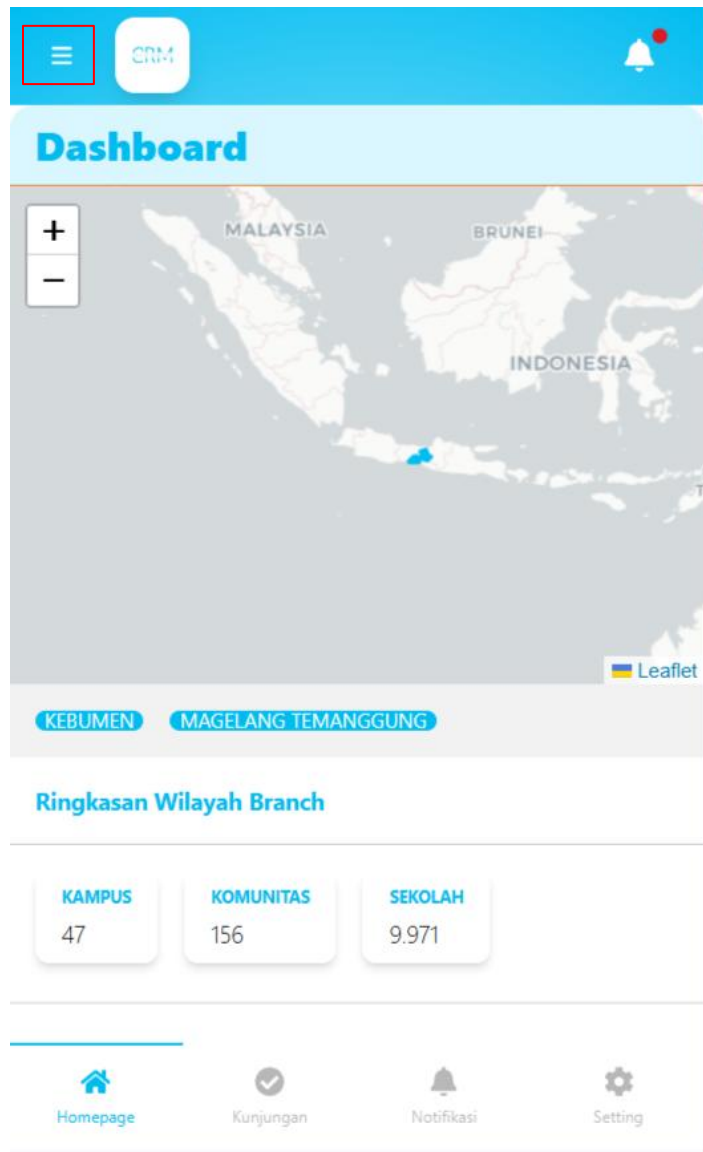 CRM
Dashboard
+
MALAYSIA
BRUNEI
−
INDONESIA
T
Leaflet
KEBUMEN MAGELANG TEMANGGUNG
Ringkasan Wilayah Branch
KAMPUS KOMUNITAS SEKOLAH
47 156 9.971
Homepage Kunjungan Notifikasi Setting